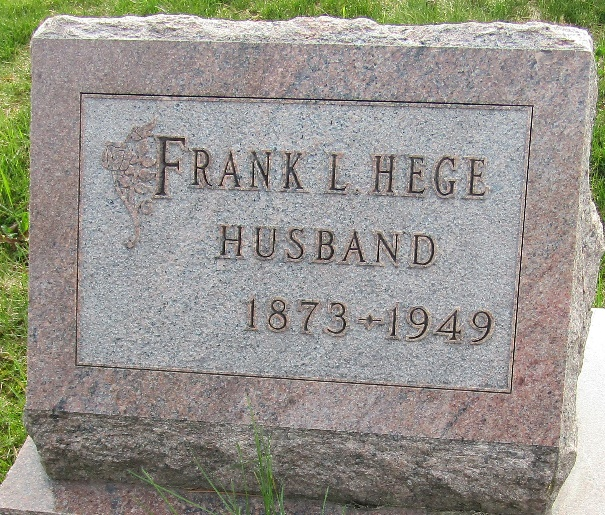 FRANK L. HEGE
HUSBAND
1873-1949